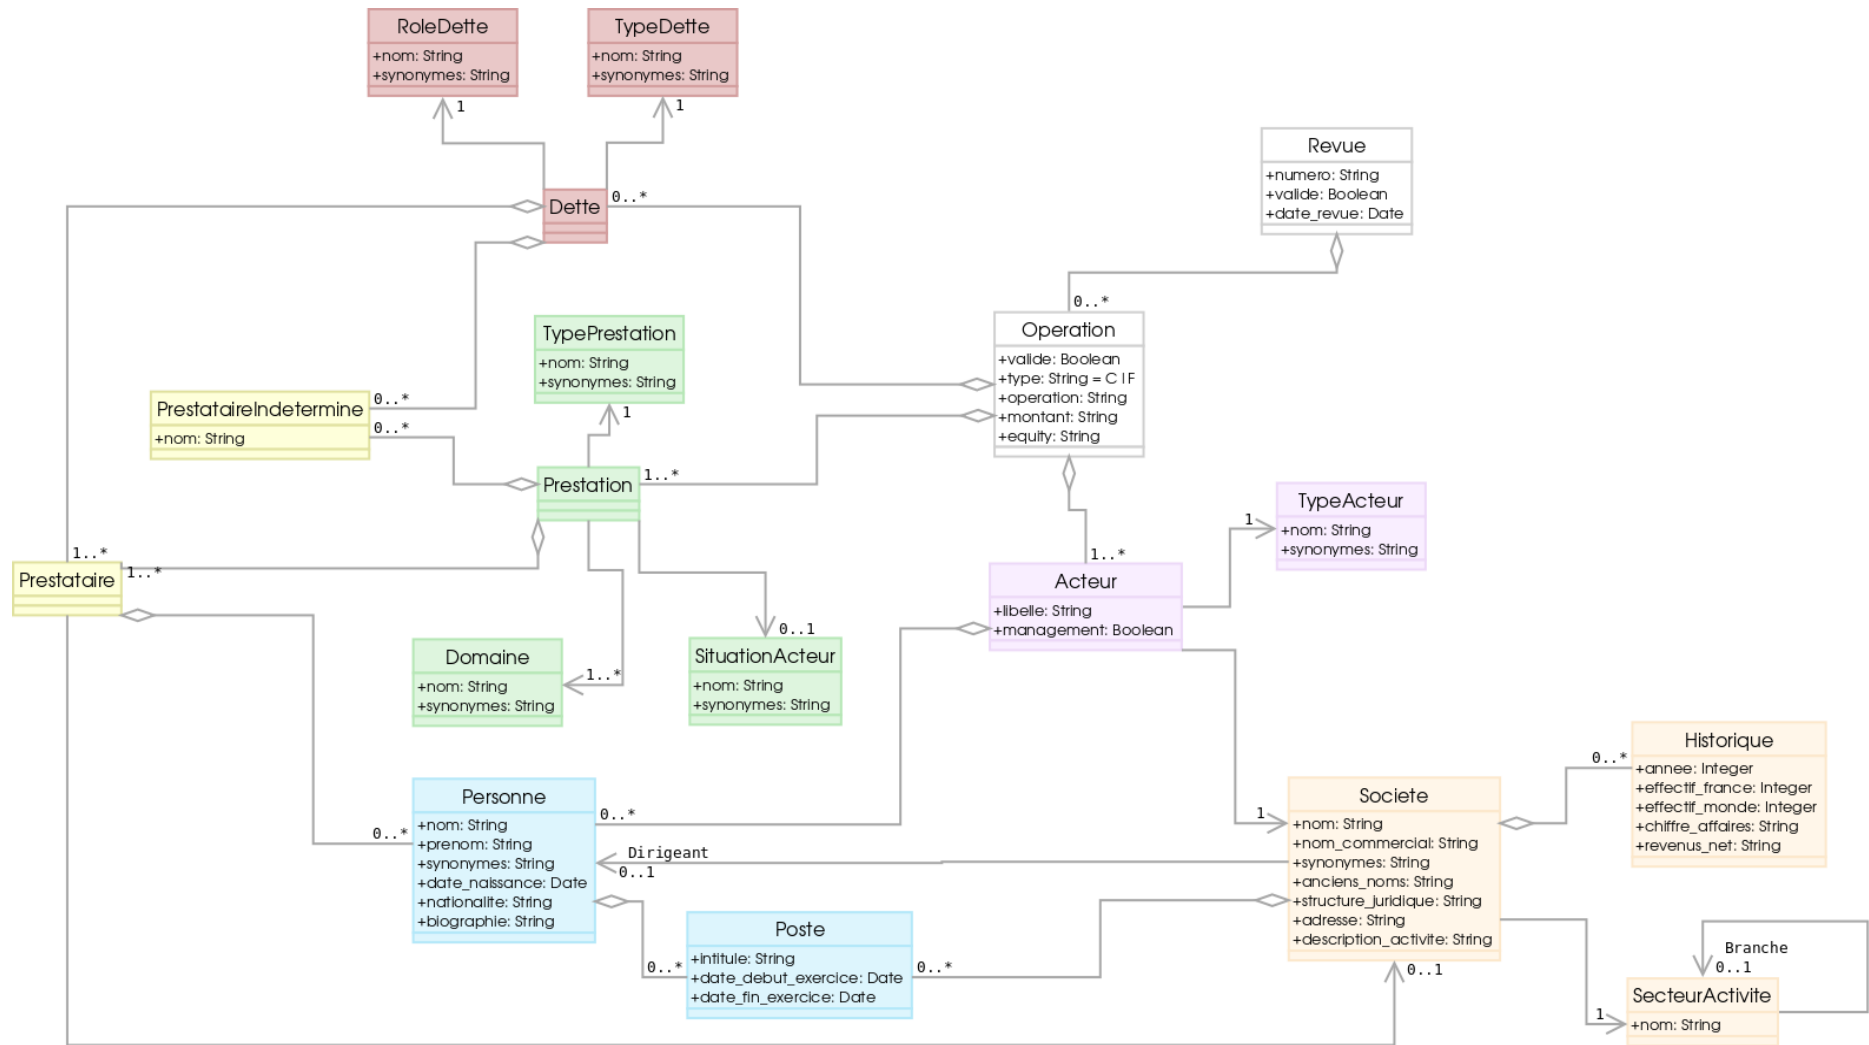 RoleDette
+nom: String
+synonymes: String
1
TypeDette
+nom: String
+synonymes: String
1
Revue
+numero: String
+valide: Boolean
+date_revue: Date
Dette
0..*
0..*
Operation
+valide: Boolean
+type: String = C I F
+operation: String
+montant: String
+equity: String
TypePrestation
+nom: String
+synonymes: String
1
PrestataireIndetermine
+nom: String
0..*
0..*
Prestation
1..*
TypeActeur
+nom: String
+synonymes: String
1
1..*
Prestataire
1..*
1..*
Acteur
+libelle: String
+management: Boolean
Domaine
+nom: String
+synonymes: String
1..*
0..1
SituationActeur
+nom: String
+synonymes: String
Historique
+annee: Integer
+effectif_france: Integer
+effectif_monde: Integer
+chiffre_affaires: String
+revenus_net: String
0..*
Personne
+nom: String
+prenom: String
+synonymes: String
+date_naissance: Date
+nationalite: String
+biographie: String
0..*
0..*
Dirigeant
0..1
1
Societe
+nom: String
+nom_commercial: String
+synonymes: String
+anciens_noms: String
+structure_juridique: String
+adresse: String
+description_activite: String
Poste
+intitule: String
+date_debut_exercice: Date
+date_fin_exercice: Date
0..*
0..*
0..1
Branche
0..1
SecteurActivite
+nom: String
1